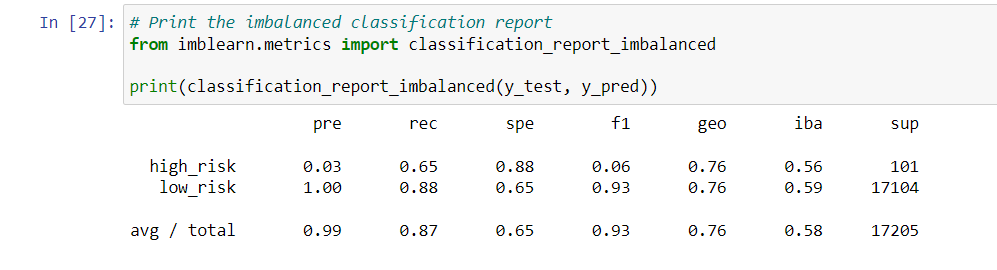 In [27]: # Print the imbalanced classification report
from imblearn.metrics import classification_report_imbalanced
print(classification_report_imbalanced(y_test, y_pred))
pre rec spe f1 geo iba sup
high_risk 0.03 0.65 0.88 0.06 0.76 0.56 101
low_risk 1.00 0.88 0.65 0.93 0.76 0.59 17104
avg / total 0.99 0.87 0.65 0.93 0.76 0.58 17205